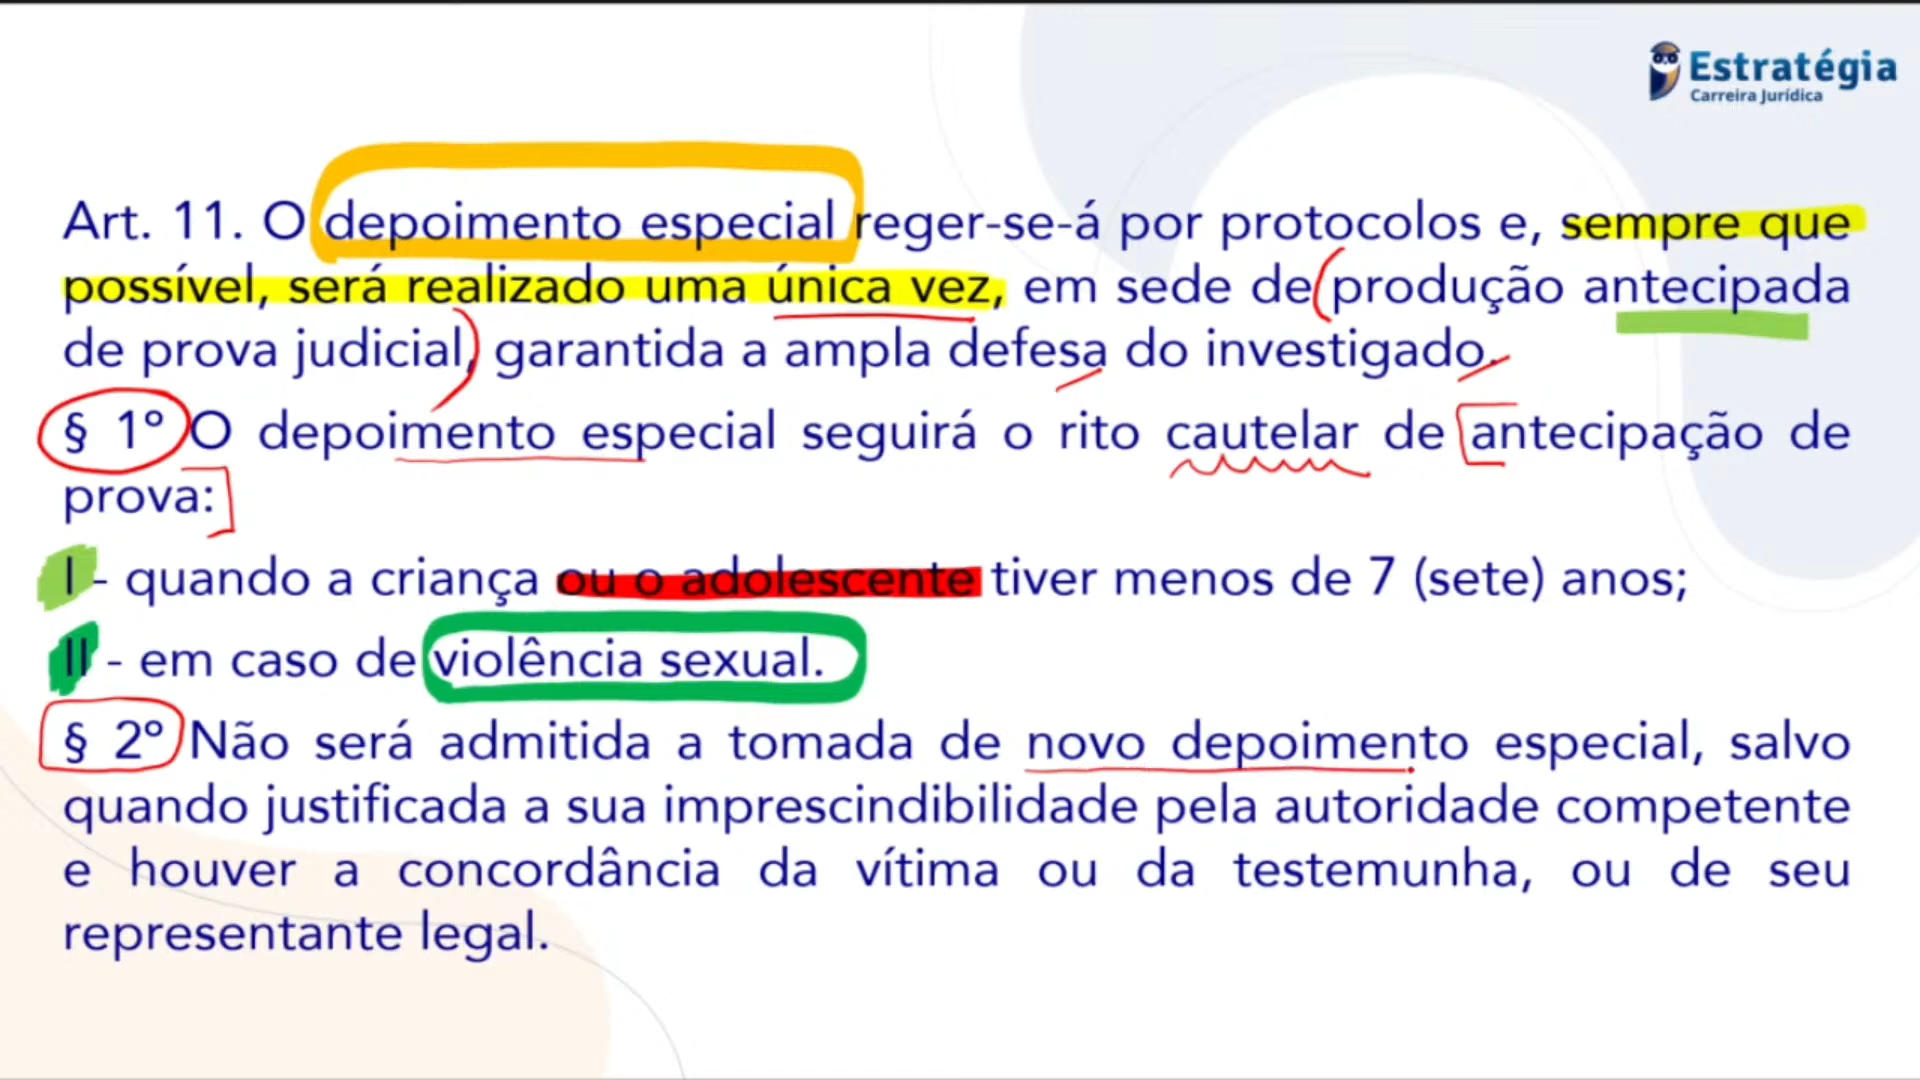 Estratégia
Carreira Jurídica
Art. 11. O depoimento especial reger-se-á por protocolos e, sempre que
possível, será realizado uma única vez, em sede de produção antecipada
de prova judicial, garantida a ampla defesa do investigado.
§ 1º O depoimento especial seguirá o rito cautelar de antecipação de
prova:
I - quando a criança ou o adolescente tiver menos de 7 (sete) anos;
II - em caso de violência sexual.
§ 2º Não será admitida a tomada de novo depoimento especial, salvo
quando justificada a sua imprescindibilidade pela autoridade competente
e houver a concordância da vítima ou da testemunha, ou de seu
representante legal.